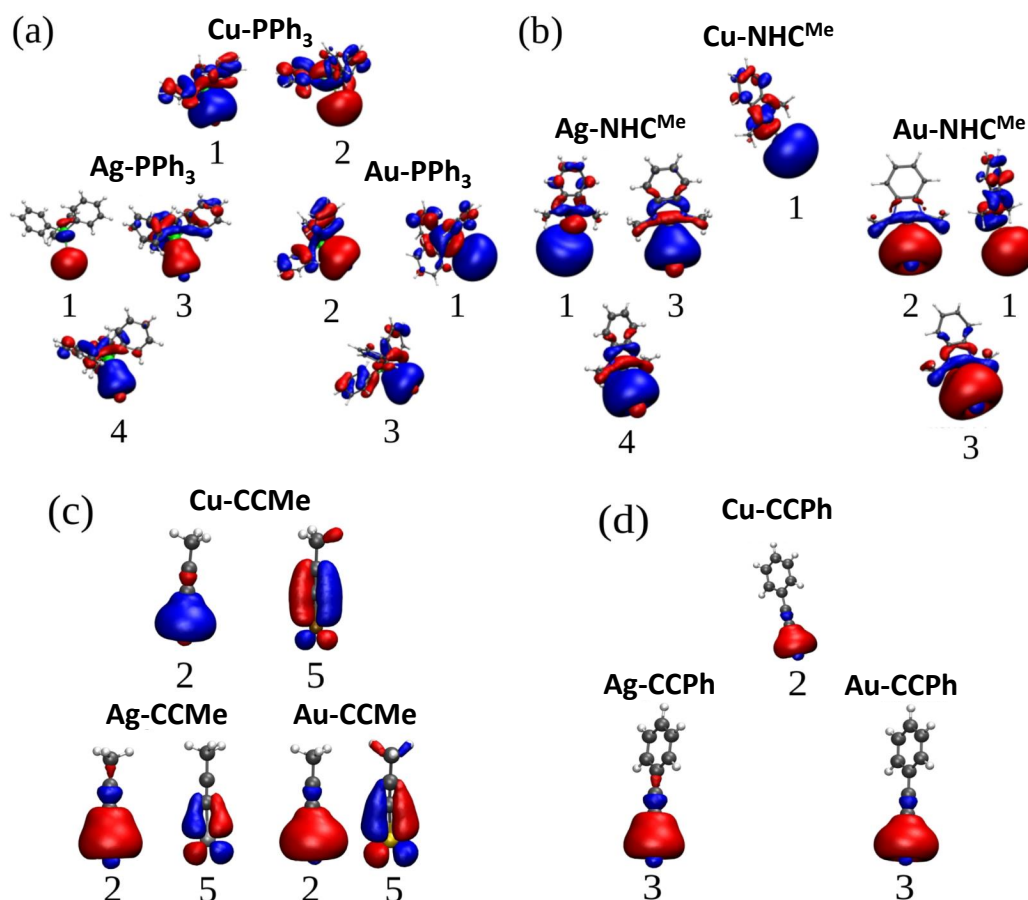 (a)
Cu-PPh3
1 2
Ag-PPh3 Au-PPh3
1 3 2 1
4 3
(b)
Cu-NHCMe
1
Ag-NHCMe Au-NHCMe
1 3 2 1
4 3
(c)
Cu-CCMe
2 5
Ag-CCMe Au-CCMe
2 5 2 5
(d)
Cu-CCPh
2
Ag-CCPh Au-CCPh
3 3